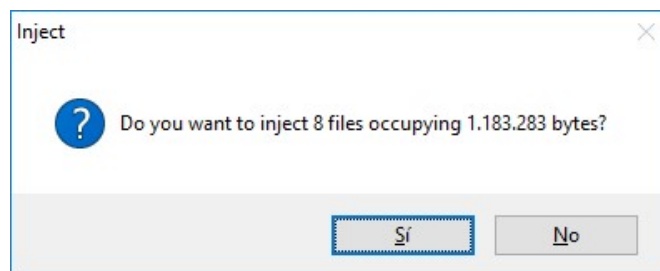 Inject
Do you want to inject 8 files occupying 1.183.283 bytes?
Sí
No